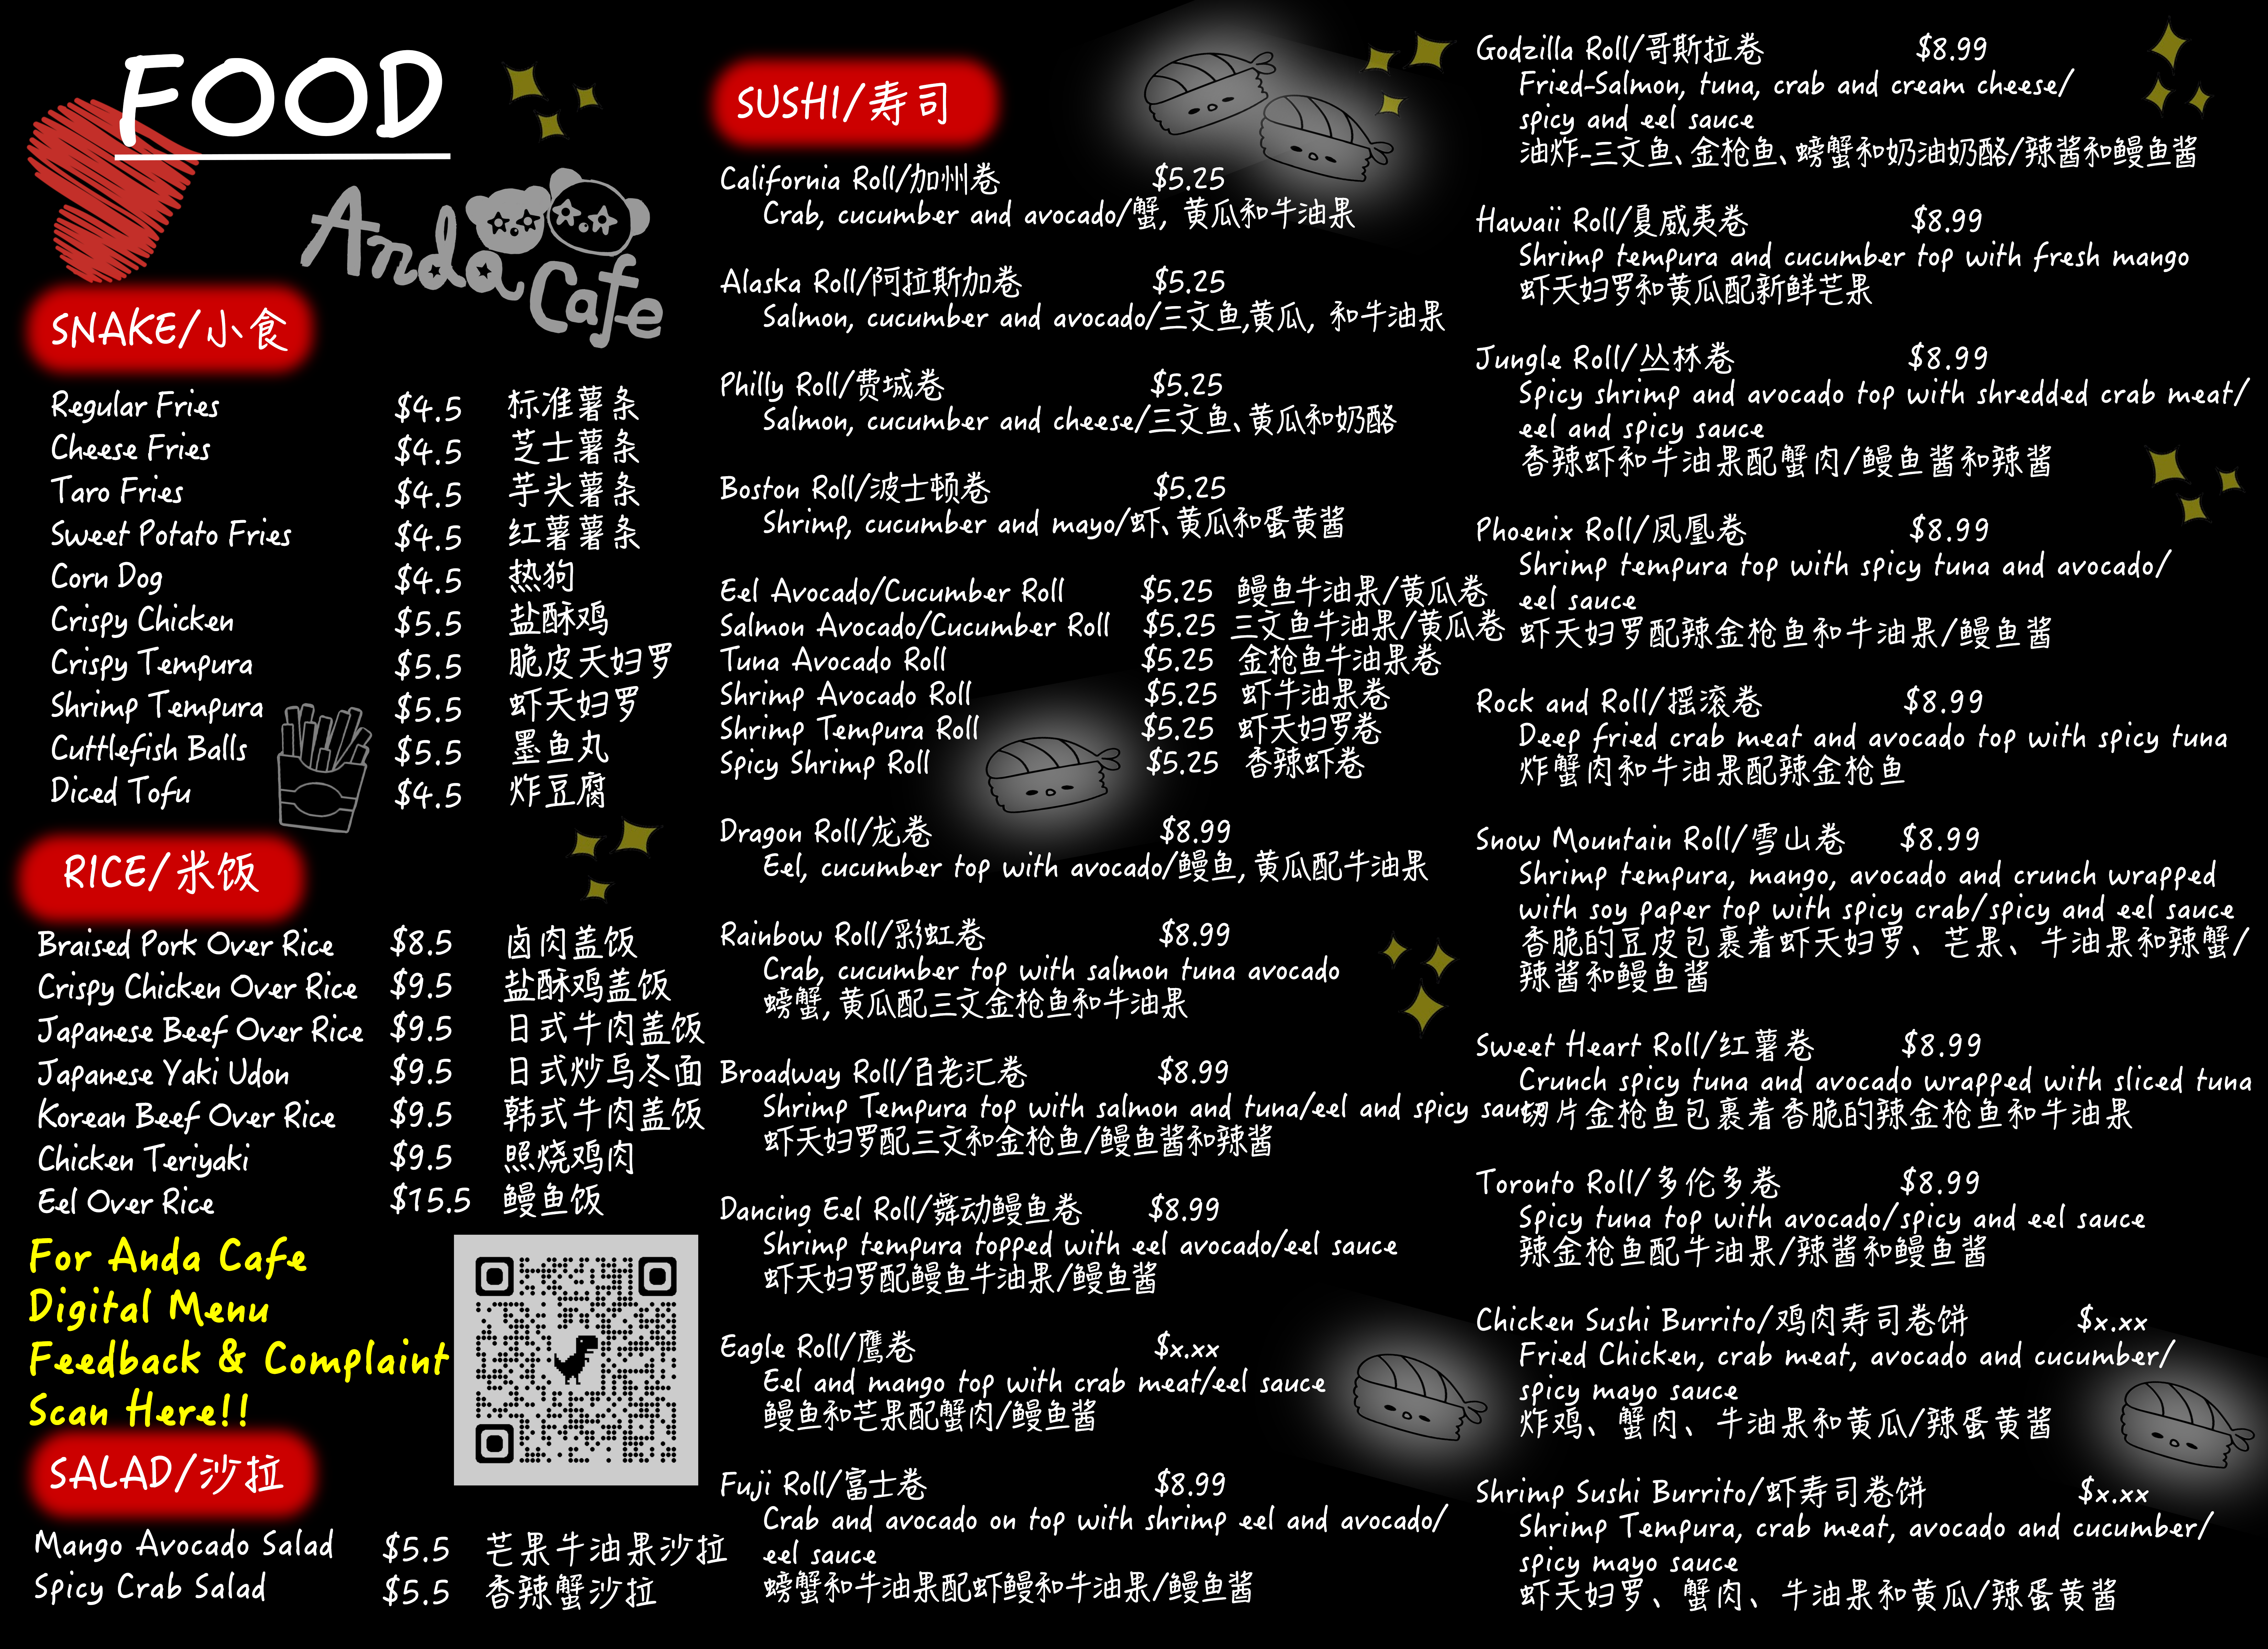 FOOD
Anda Cafe
SNAKE/小食
Regular Fries $4.5 标准薯条
Cheese Fries $4.5 芝士薯条
Taro Fries $4.5 芋头薯条
Sweet Potato Fries $4.5 红薯薯条
Corn Dog $4.5 热狗
Crispy Chicken $5.5 盐酥鸡
Crispy Tempura $5.5 脆皮天妇罗
Shrimp Tempura $5.5 虾天妇罗
Cuttlefish Balls $5.5 墨鱼丸
Diced Tofu $4.5 炸豆腐
RICE/米饭
Braised Pork Over Rice $8.5 卤肉盖饭
Crispy Chicken Over Rice $9.5 盐酥鸡盖饭
Japanese Beef Over Rice $9.5 日式牛肉盖饭
Japanese Yaki Udon $9.5 日式炒乌冬面
Korean Beef Over Rice $9.5 韩式牛肉盖饭
Chicken Teriyaki $9.5 照烧鸡肉
Eel Over Rice $15.5 鳗鱼饭
For Anda Cafe
Digital Menu
Feedback & Complaint
Scan Here!!
SALAD/沙拉
Mango Avocado Salad $5.5 芒果牛油果沙拉
Spicy Crab Salad $5.5 香辣蟹沙拉
SUSHI/寿司
California Roll/加州卷 $5.25
Crab, cucumber and avocado/蟹, 黄瓜和牛油果
Alaska Roll/阿拉斯加卷 $5.25
Salmon, cucumber and avocado/三文鱼,黄瓜, 和牛油果
Philly Roll/费城卷 $5.25
Salmon, cucumber and cheese/三文鱼、黄瓜和奶酪
Boston Roll/波士顿卷 $5.25
Shrimp, cucumber and mayo/虾、黄瓜和蛋黄酱
Eel Avocado/Cucumber Roll $5.25 鳗鱼牛油果/黄瓜卷
Salmon Avocado/Cucumber Roll $5.25 三文鱼牛油果/黄瓜卷
Tuna Avocado Roll $5.25 金枪鱼牛油果卷
Shrimp Avocado Roll $5.25 虾牛油果卷
Shrimp Tempura Roll $5.25 虾天妇罗卷
Spicy Shrimp Roll $5.25 香辣虾卷
Dragon Roll/龙卷 $8.99
Eel, cucumber top with avocado/鳗鱼, 黄瓜配牛油果
Rainbow Roll/彩虹卷 $8.99
Crab, cucumber top with salmon tuna avocado
螃蟹, 黄瓜配三文金枪鱼和牛油果
Broadway Roll/百老汇卷 $8.99
Shrimp Tempura top with salmon and tuna/eel and spicy sauce
虾天妇罗配三文和金枪鱼/鳗鱼酱和辣酱
Dancing Eel Roll/舞动鳗鱼卷 $8.99
Shrimp tempura topped with eel avocado/eel sauce
虾天妇罗配鳗鱼牛油果/鳗鱼酱
Eagle Roll/鹰卷 $x.xx
Eel and mango top with crab meat/eel sauce
鳗鱼和芒果配蟹肉/鳗鱼酱
Fuji Roll/富士卷 $8.99
Crab and avocado on top with shrimp eel and avocado/
eel sauce
螃蟹和牛油果配虾鳗和牛油果/鳗鱼酱
Godzilla Roll/哥斯拉卷 $8.99
Fried-Salmon, tuna, crab and cream cheese/
spicy and eel sauce
油炸-三文鱼、金枪鱼、螃蟹和奶油奶酪/辣酱和鳗鱼酱
Hawaii Roll/夏威夷卷 $8.99
Shrimp tempura and cucumber top with fresh mango
虾天妇罗和黄瓜配新鲜芒果
Jungle Roll/丛林卷 $8.99
Spicy shrimp and avocado top with shredded crab meat/
eel and spicy sauce
香辣虾和牛油果配蟹肉/鳗鱼酱和辣酱
Phoenix Roll/凤凰卷 $8.99
Shrimp tempura top with spicy tuna and avocado/
eel sauce
虾天妇罗配辣金枪鱼和牛油果/鳗鱼酱
Rock and Roll/摇滚卷 $8.99
Deep fried crab meat and avocado top with spicy tuna
炸蟹肉和牛油果配辣金枪鱼
Snow Mountain Roll/雪山卷 $8.99
Shrimp tempura, mango, avocado and crunch wrapped
with soy paper top with spicy crab/spicy and eel sauce
香脆的豆皮包裹着虾天妇罗、芒果、牛油果和辣蟹/
辣酱和鳗鱼酱
Sweet Heart Roll/红薯卷 $8.99
Crunch spicy tuna and avocado wrapped with sliced tuna
切片金枪鱼包裹着香脆的辣金枪鱼和牛油果
Toronto Roll/多伦多卷 $8.99
Spicy tuna top with avocado/spicy and eel sauce
辣金枪鱼配牛油果/辣酱和鳗鱼酱
Chicken Sushi Burrito/鸡肉寿司卷饼 $x.xx
Fried Chicken, crab meat, avocado and cucumber/
spicy mayo sauce
炸鸡、蟹肉、牛油果和黄瓜/辣蛋黄酱
Shrimp Sushi Burrito/虾寿司卷饼 $x.xx
Shrimp Tempura, crab meat, avocado and cucumber/
spicy mayo sauce
虾天妇罗、蟹肉、牛油果和黄瓜/辣蛋黄酱